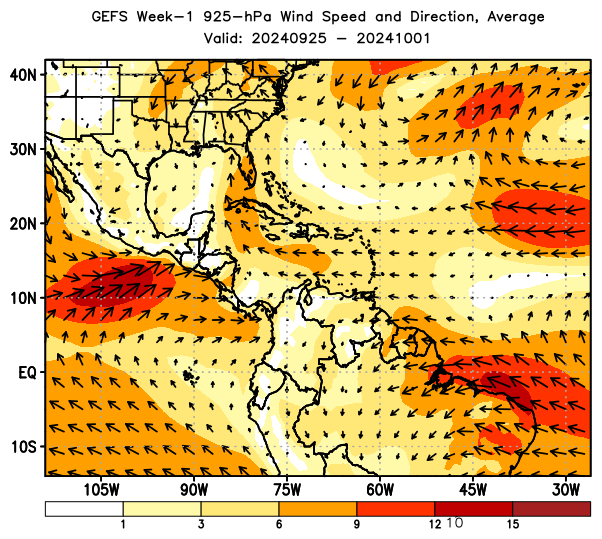 GEFS Week-1 925-hPa Wind Speed and Direction, Average
Valid: 20240925 - 20241001
40N
30N
20N
10N
EQ
10S
105W 90W 75W 60W 45W 30W
1 3 6 9 12 10 15